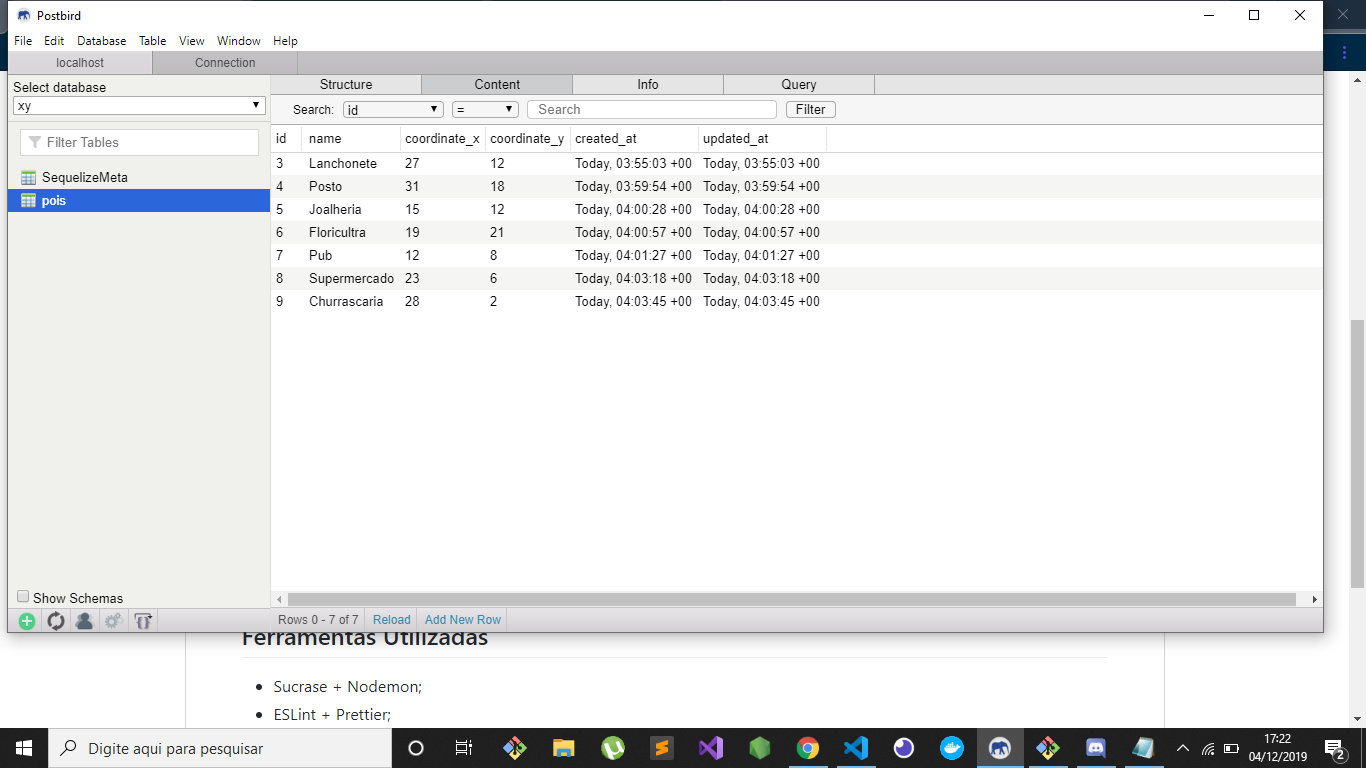 Postbird
File Edit Database Table View Window Help
localhost Connection
Select database
xy
Filter Tables
SequelizeMeta
pois
Structure Content Info Query
Search: id = Search Filter
id name coordinate_x coordinate_y created_at updated_at
3 Lanchonete 27 12 Today, 03:55:03 +00 Today, 03:55:03 +00
4 Posto 31 18 Today, 03:59:54 +00 Today, 03:59:54 +00
5 Joalheria 15 12 Today, 04:00:28 +00 Today, 04:00:28 +00
6 Floricultra 19 21 Today, 04:00:57 +00 Today, 04:00:57 +00
7 Pub 12 8 Today, 04:01:27 +00 Today, 04:01:27 +00
8 Supermercado 23 6 Today, 04:03:18 +00 Today, 04:03:18 +00
9 Churrascaria 28 2 Today, 04:03:45 +00 Today, 04:03:45 +00
Show Schemas
Rows 0 - 7 of 7 Reload Add New Row
Ferramentas Utilizadas
Sucrase + Nodemon;
ESLint + Prettier;
Digite aqui para pesquisar
17:22
04/12/2019
2